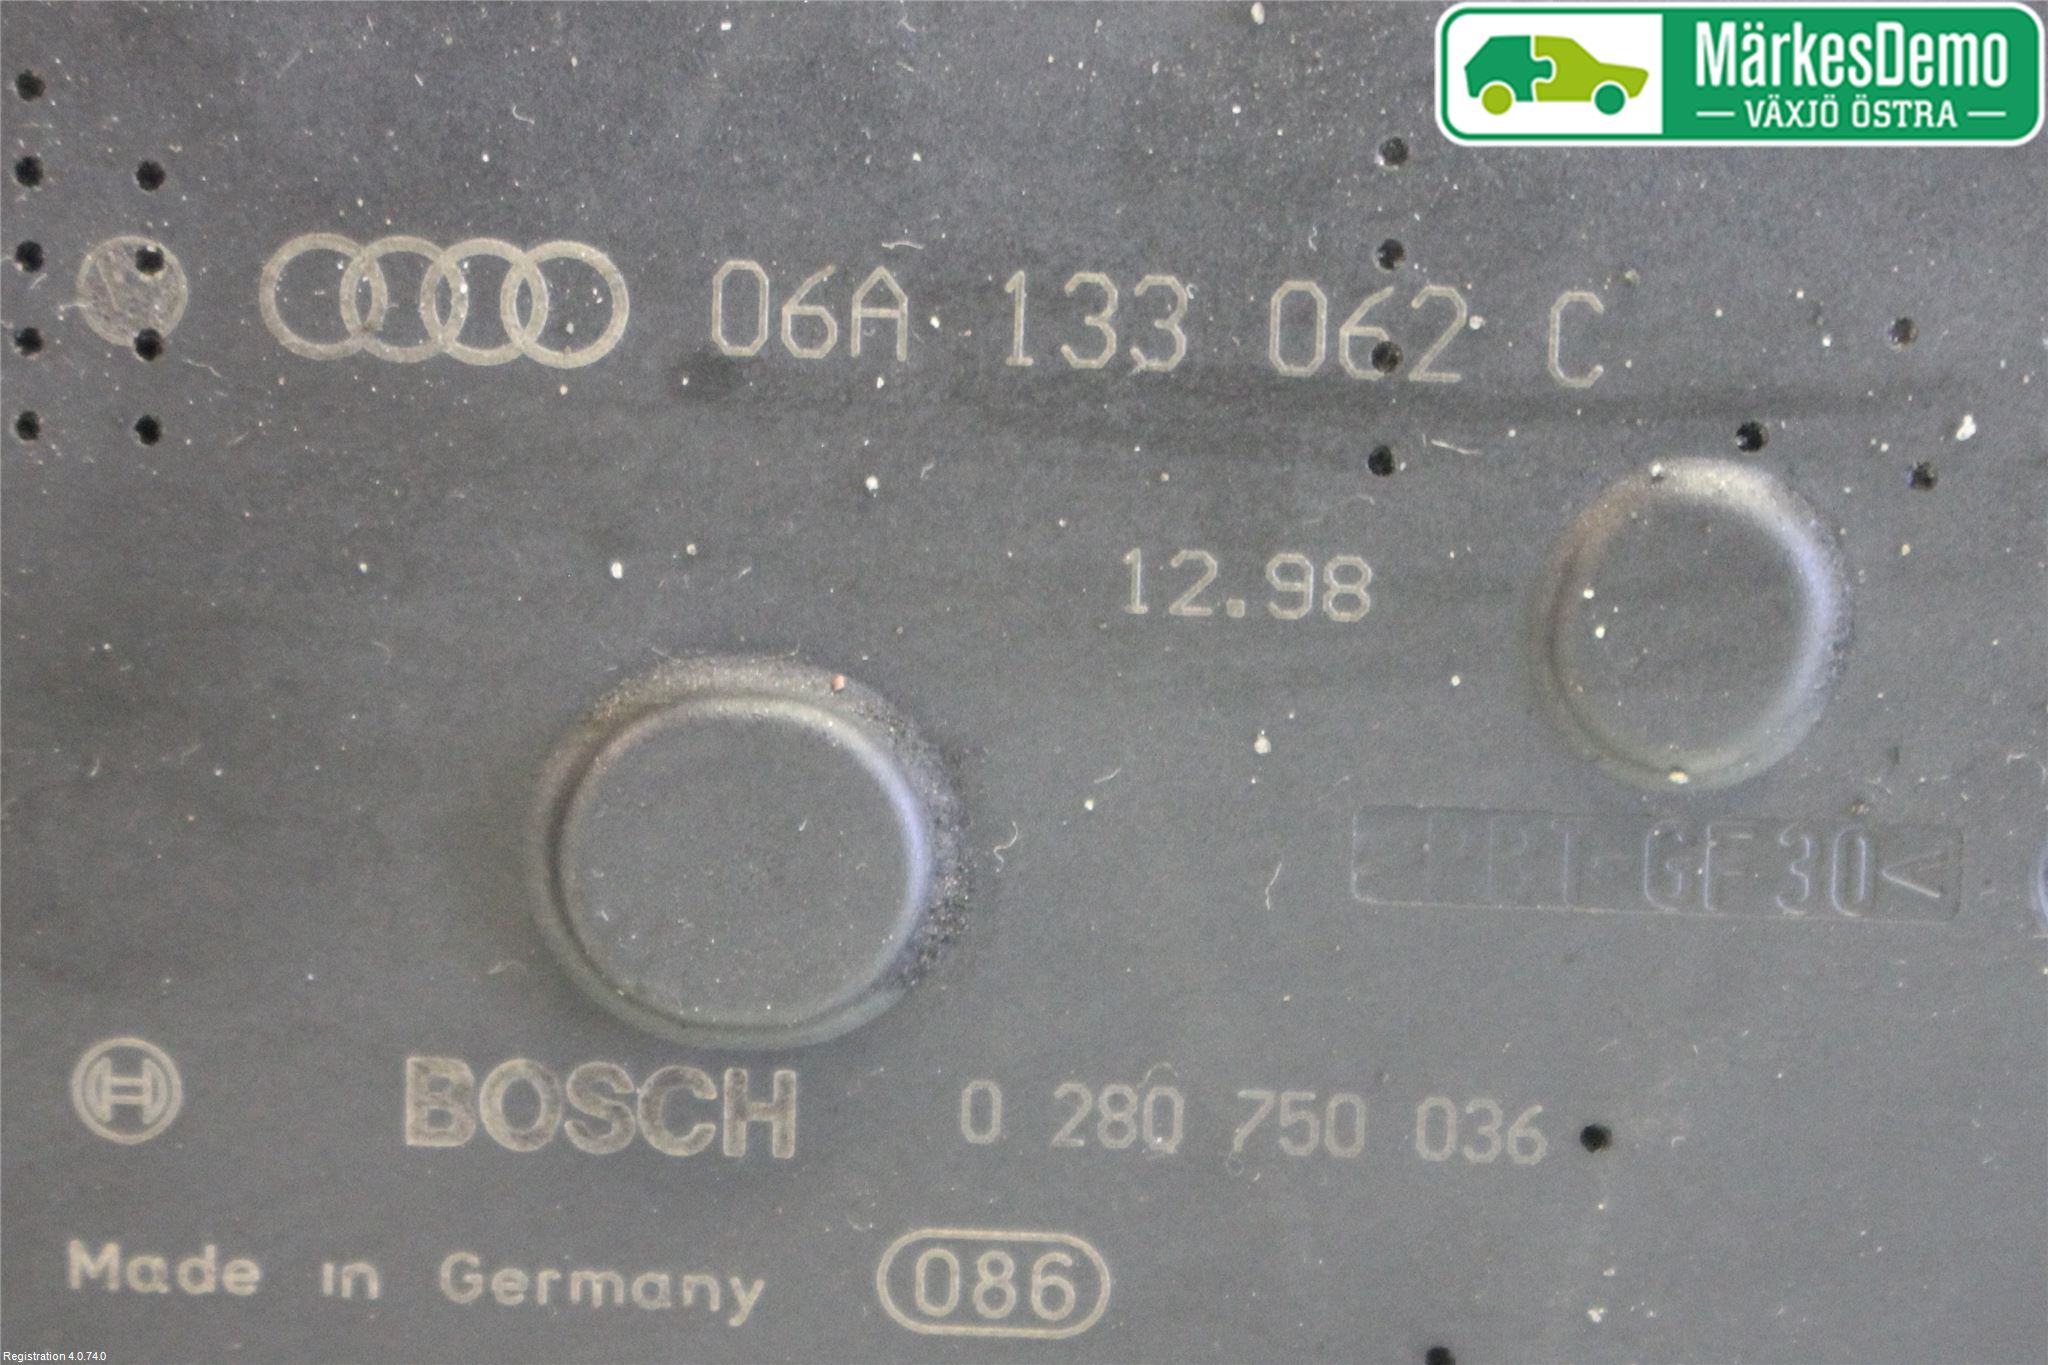 MärkesDemo
VÄXJÖ ÖSTRA
06A 133 062 C
12.98
PBT-GF30<
BOSCH 0 280 750 036
Made in Germany 086
Registration 4.0.74.0